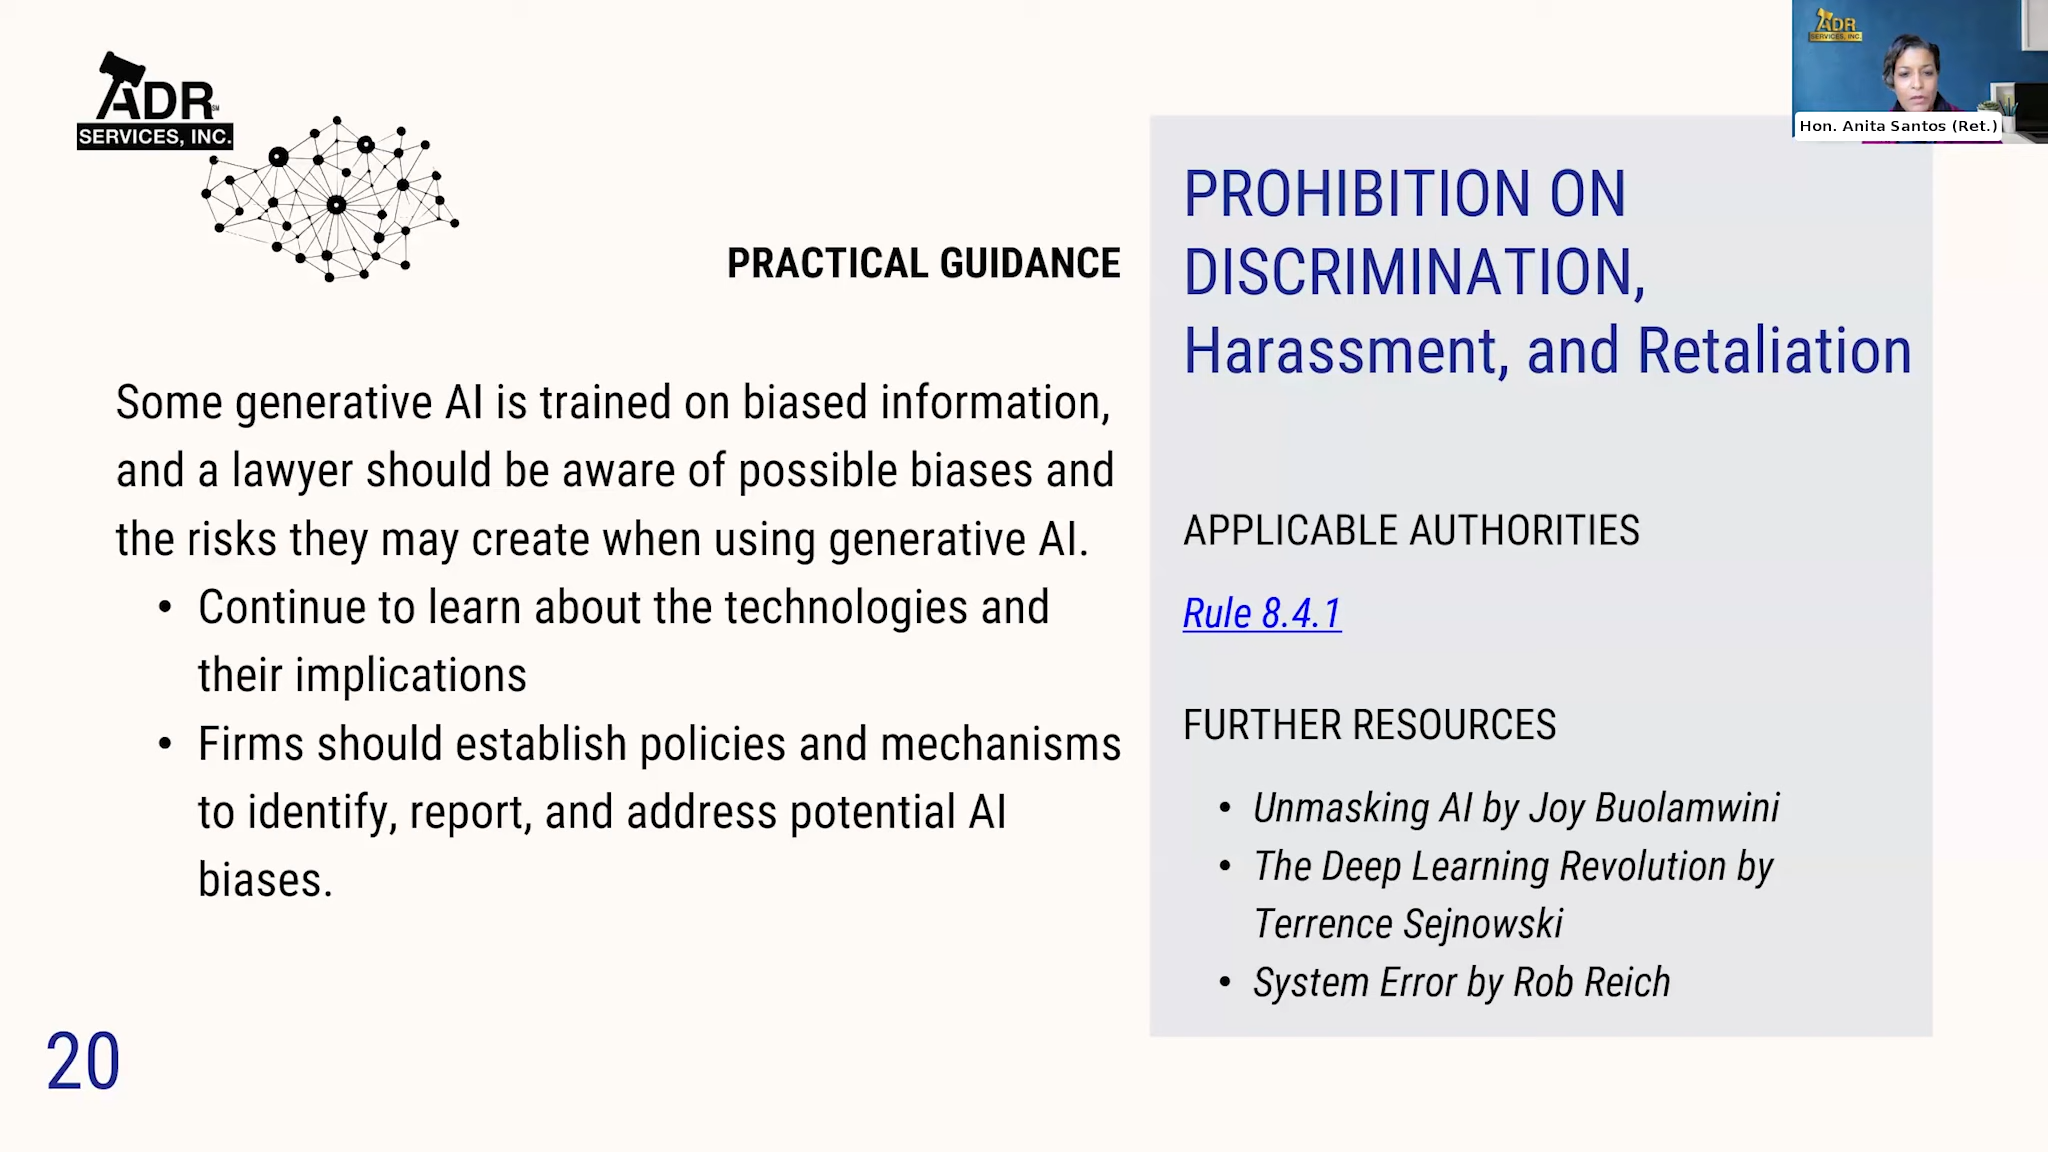 ADR
SERVICES, INC.
SM
PRACTICAL GUIDANCE
Some generative AI is trained on biased information,
and a lawyer should be aware of possible biases and
the risks they may create when using generative AI.
• Continue to learn about the technologies and
their implications
• Firms should establish policies and mechanisms
to identify, report, and address potential AI
biases.
20
ADR
SERVICES, INC.
Hon. Anita Santos (Ret.)
PROHIBITION ON
DISCRIMINATION,
Harassment, and Retaliation
APPLICABLE AUTHORITIES
Rule 8.4.1
FURTHER RESOURCES
• Unmasking AI by Joy Buolamwini
• The Deep Learning Revolution by
Terrence Sejnowski
• System Error by Rob Reich